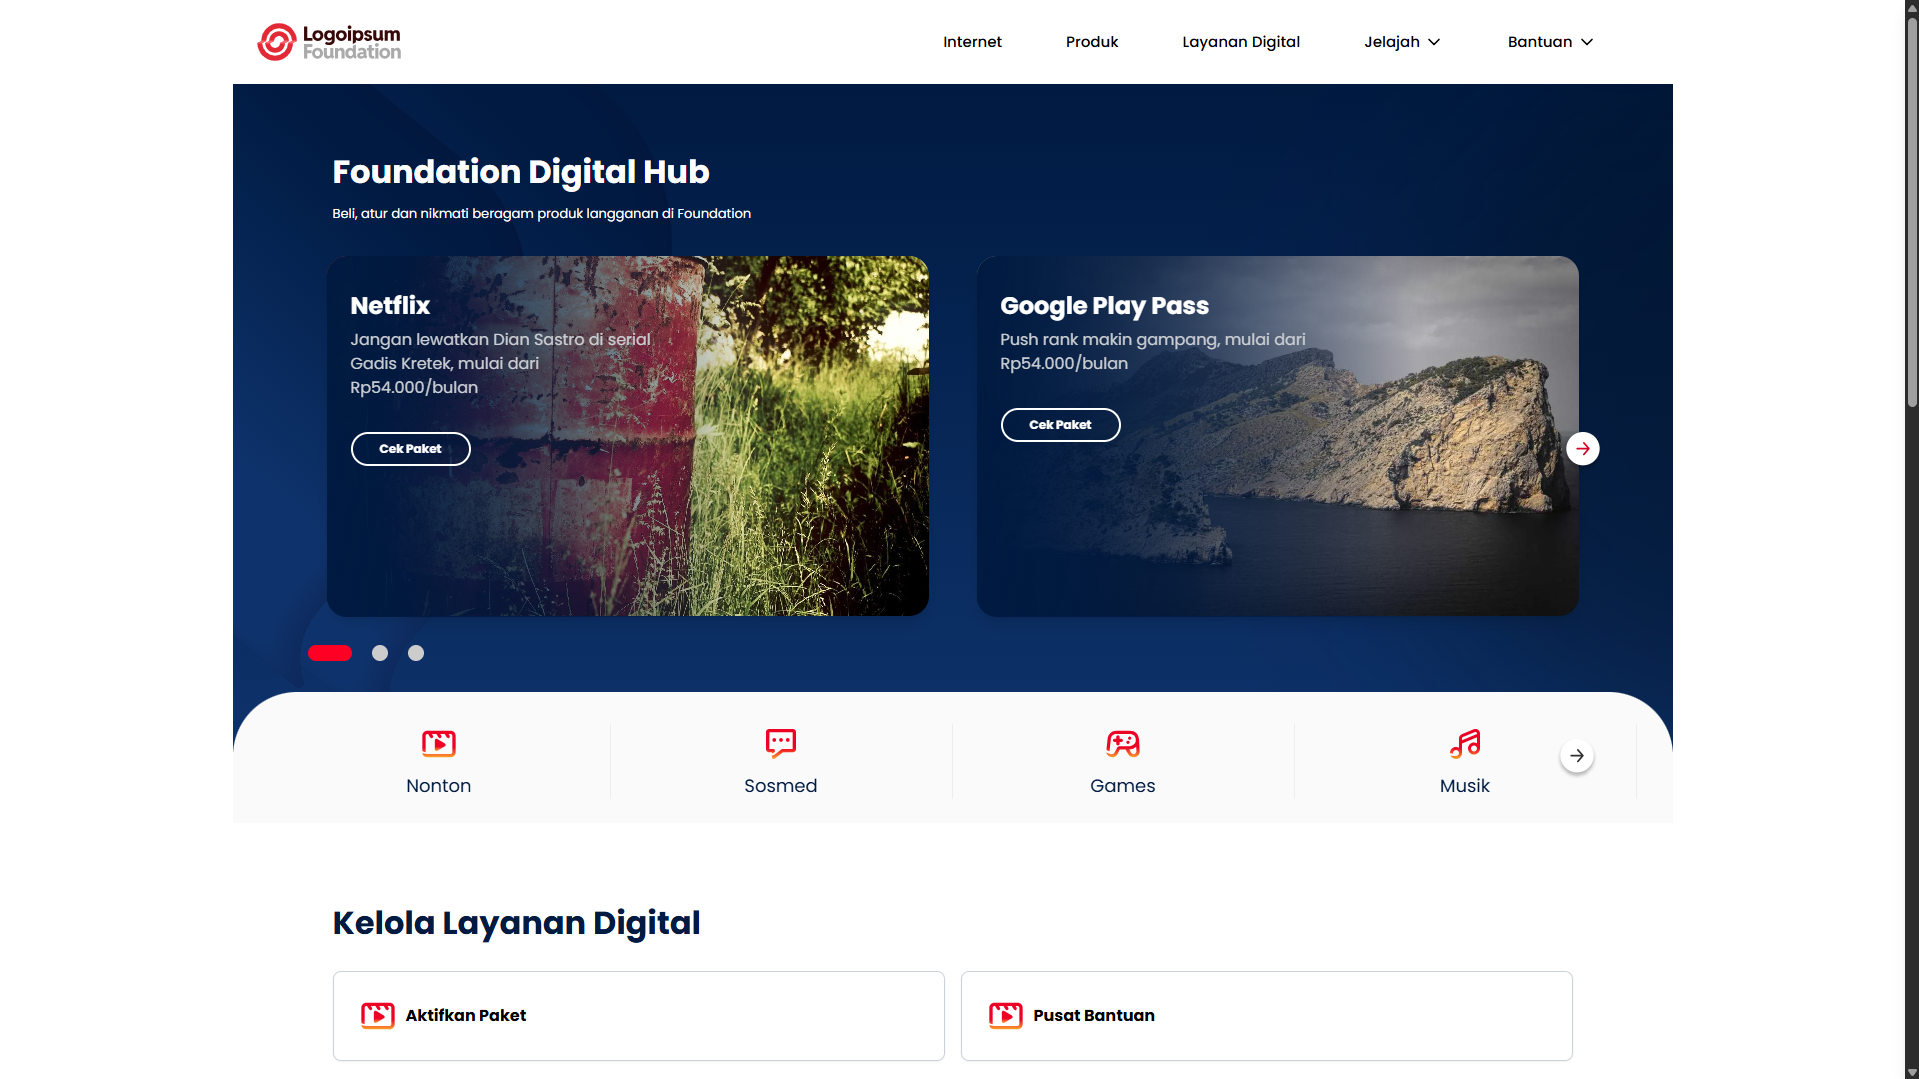 Logoipsum
Foundation
Internet
Produk
Layanan Digital
Jelajah
Bantuan
Foundation Digital Hub
Beli, atur dan nikmati beragam produk langganan di Foundation
Netflix
Jangan lewatkan Dian Sastro di serial
Gadis Kretek, mulai dari
Rp54.000/bulan
Cek Paket
Google Play Pass
Push rank makin gampang, mulai dari
Rp54.000/bulan
Cek Paket
Nonton
Sosmed
Games
Musik
Kelola Layanan Digital
Aktifkan Paket
Pusat Bantuan